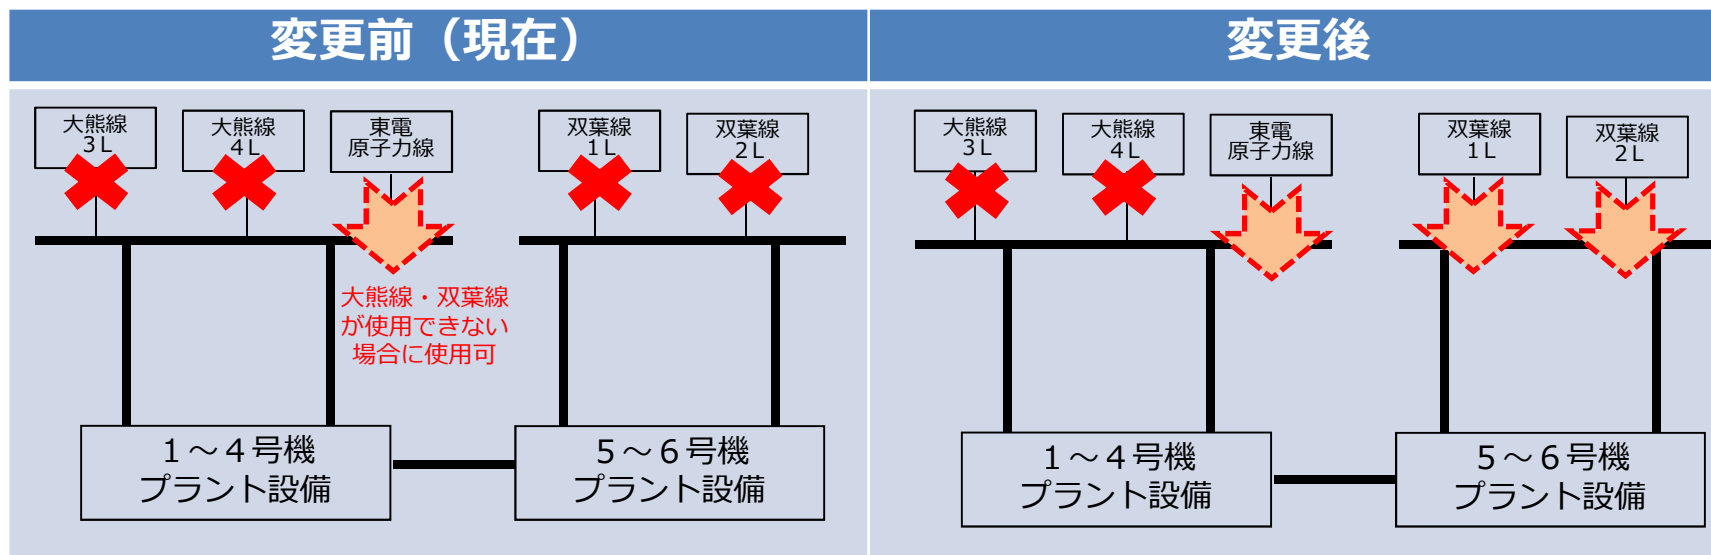 変更前（現在）
大熊線
３Ｌ
大熊線
４Ｌ
東電
原子力線
双葉線
１Ｌ
双葉線
２Ｌ
大熊線・双葉線
が使用できない
場合に使用可
１～４号機
プラント設備
５～６号機
プラント設備
変更後
大熊線
３Ｌ
大熊線
４Ｌ
東電
原子力線
双葉線
１Ｌ
双葉線
２Ｌ
１～４号機
プラント設備
５～６号機
プラント設備